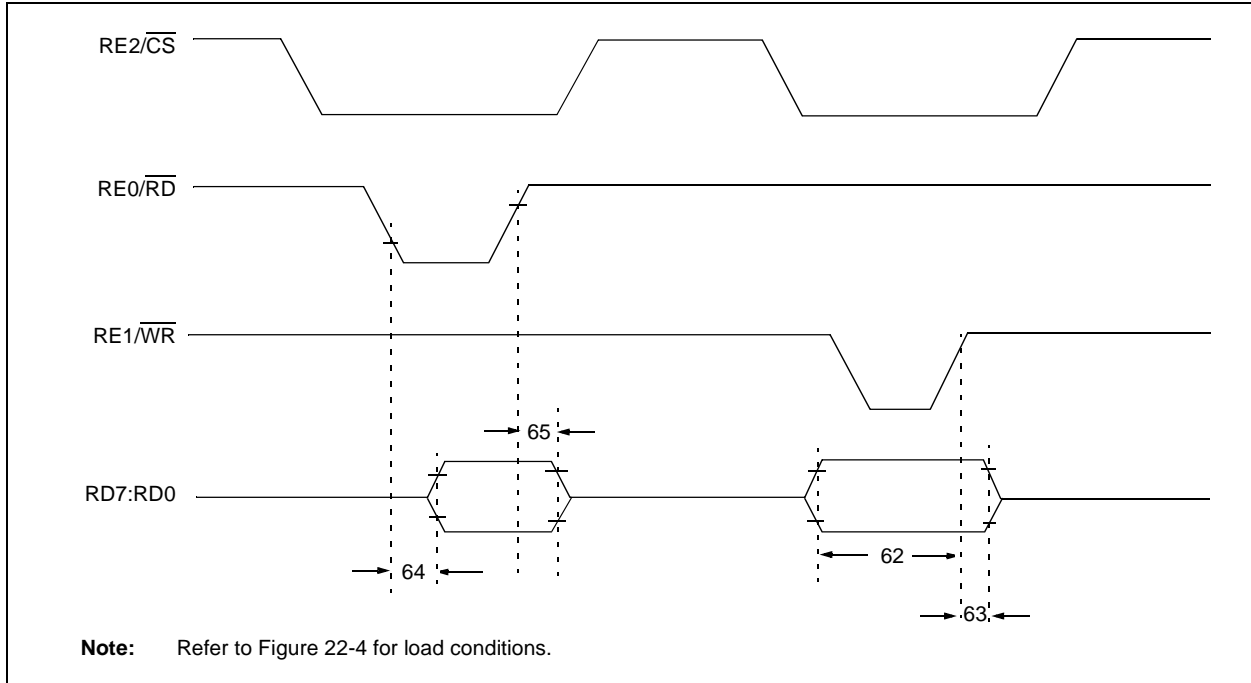 RE2/CS
RE0/RD
RE1/WR
65
RD7:RD0
64
62
63
Note: Refer to Figure 22-4 for load conditions.